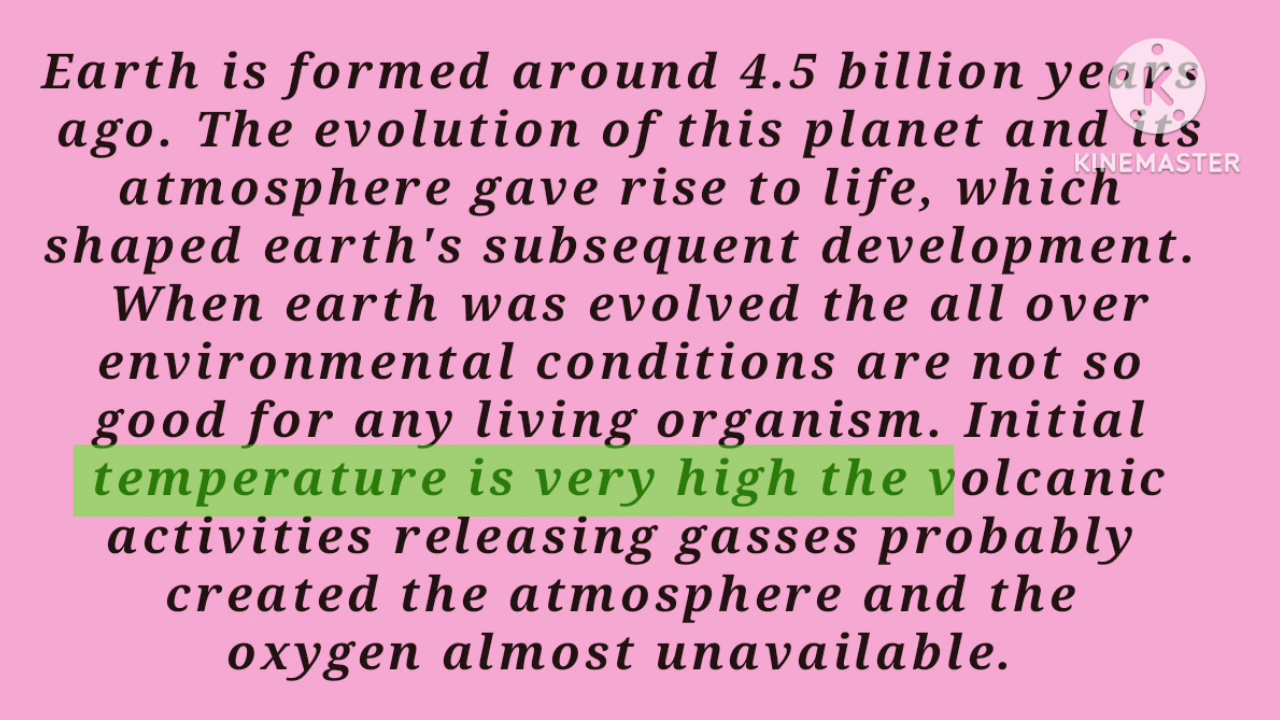 Earth is formed around 4.5 billion years
ago. The evolution of this planet and its
atmosphere gave rise to life, which
shaped earth's subsequent development.
When earth was evolved the all over
environmental conditions are not so
good for any living organism. Initial
temperature is very high the volcanic
activities releasing gasses probably
created the atmosphere and the
oxygen almost unavailable.
KINEMASTER